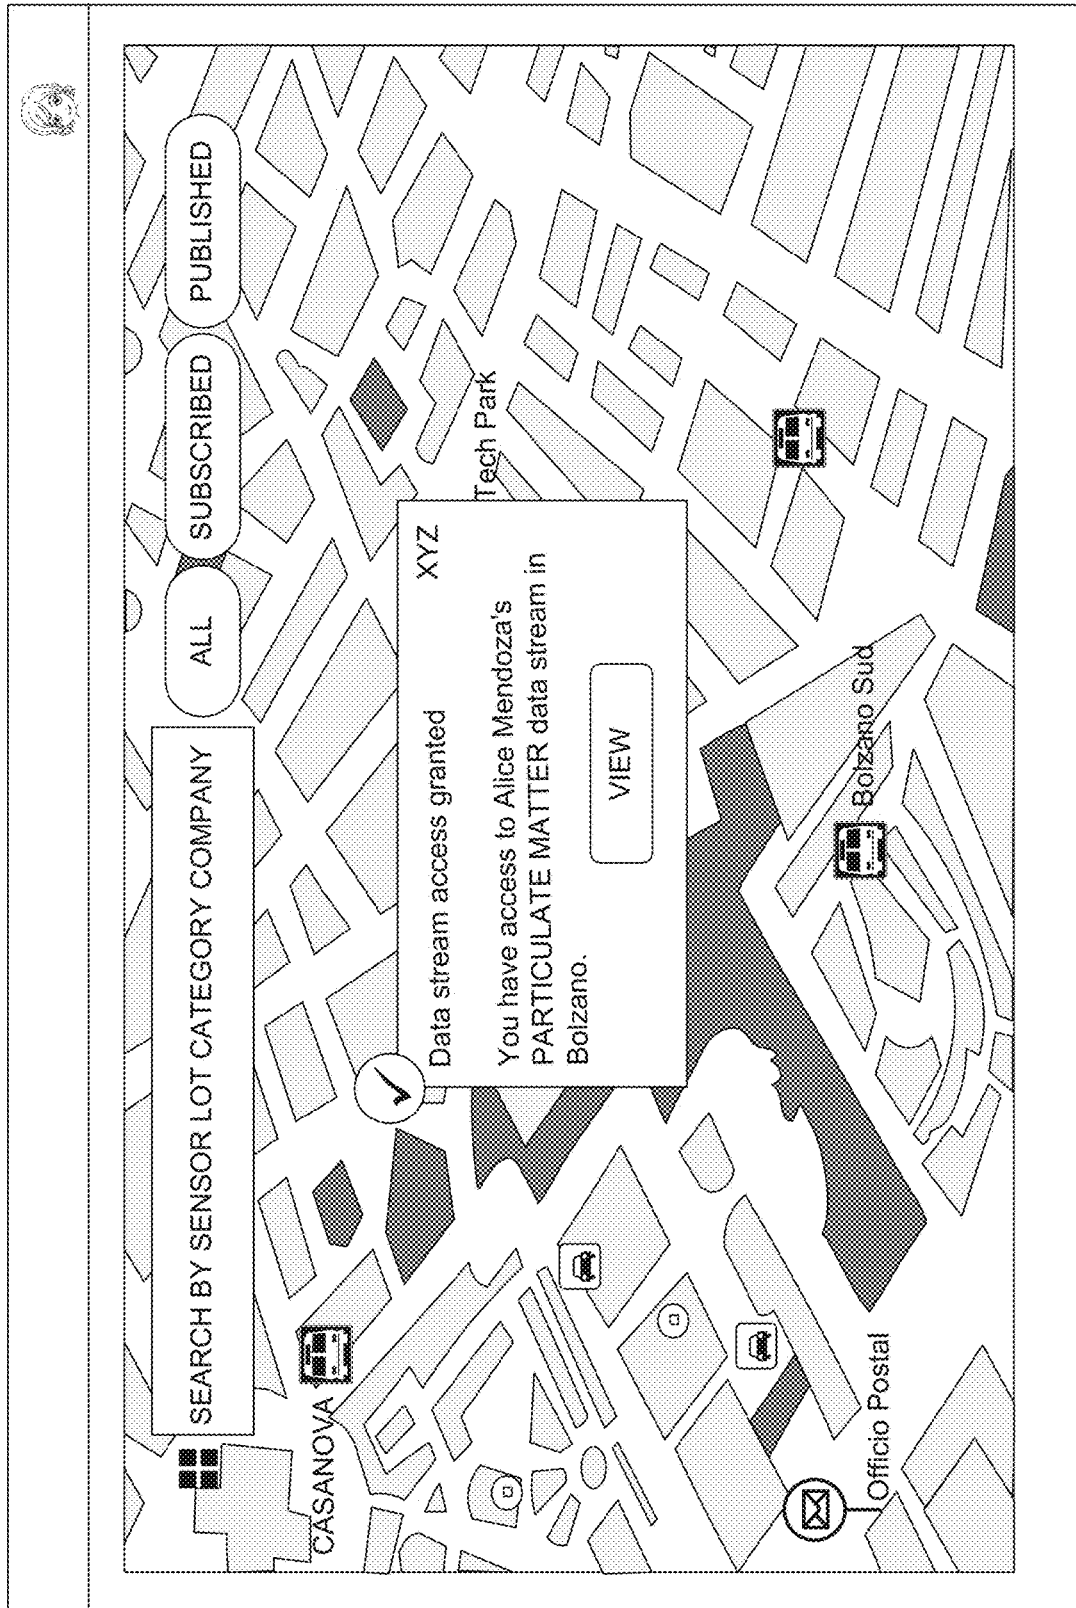 SEARCH BY SENSOR LOT CATEGORY COMPANY
ALL
SUBSCRIBED
PUBLISHED
CASANOVA
Data stream access granted
XYZ
You have access to Alice Mendoza's
PARTICULATE MATTER data stream in
Bolzano.
VIEW
Tech Park
Bolzano Sud
Officio Postal